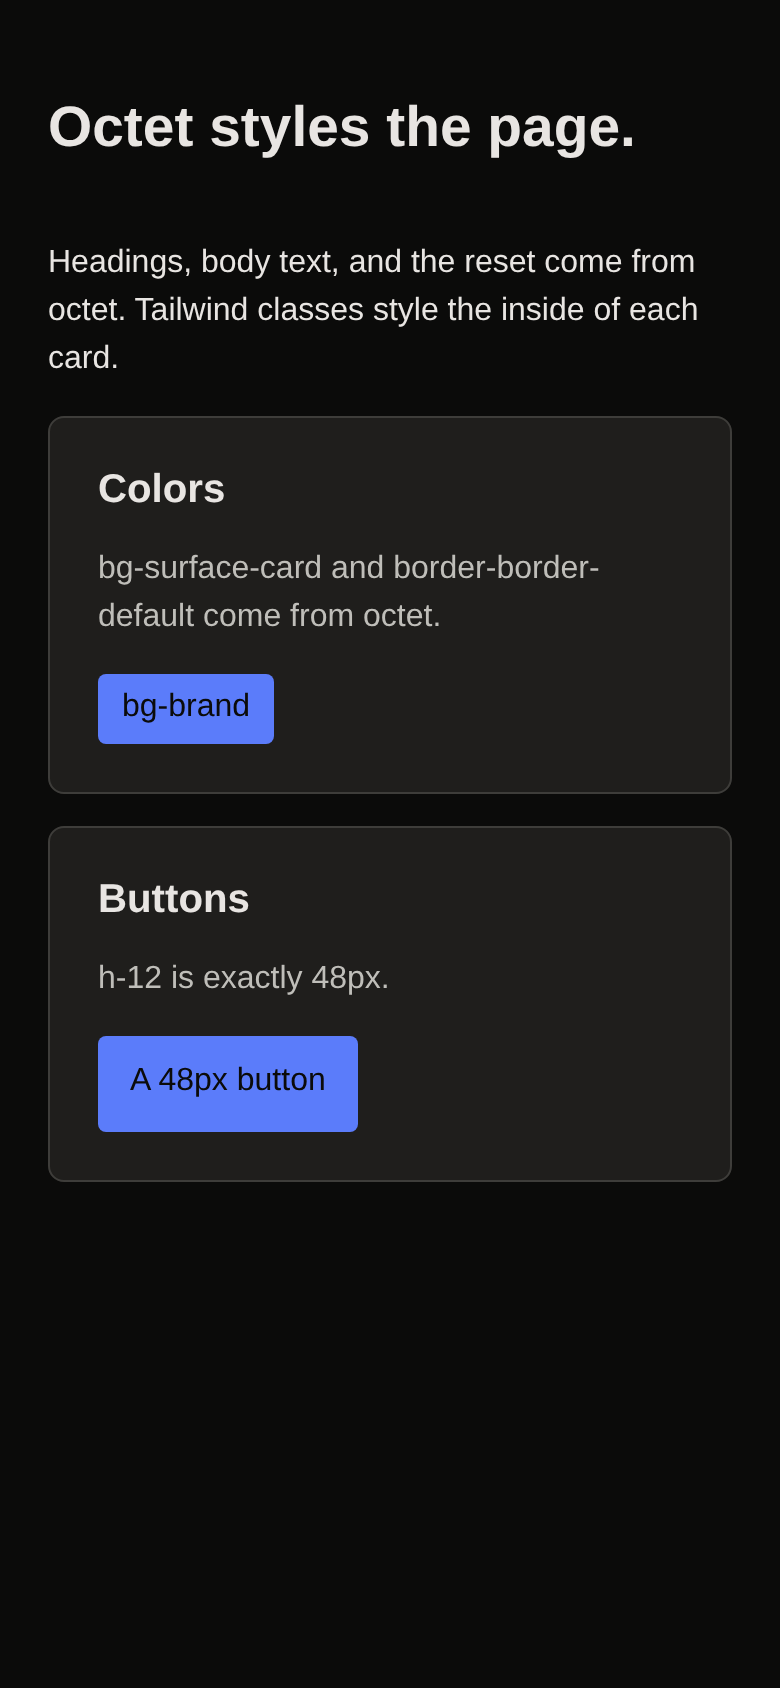 Octet styles the page.
Headings, body text, and the reset come from
octet. Tailwind classes style the inside of each
card.
Colors
bg-surface-card and border-border-
default come from octet.
bg-brand
Buttons
h-12 is exactly 48px.
A 48px button